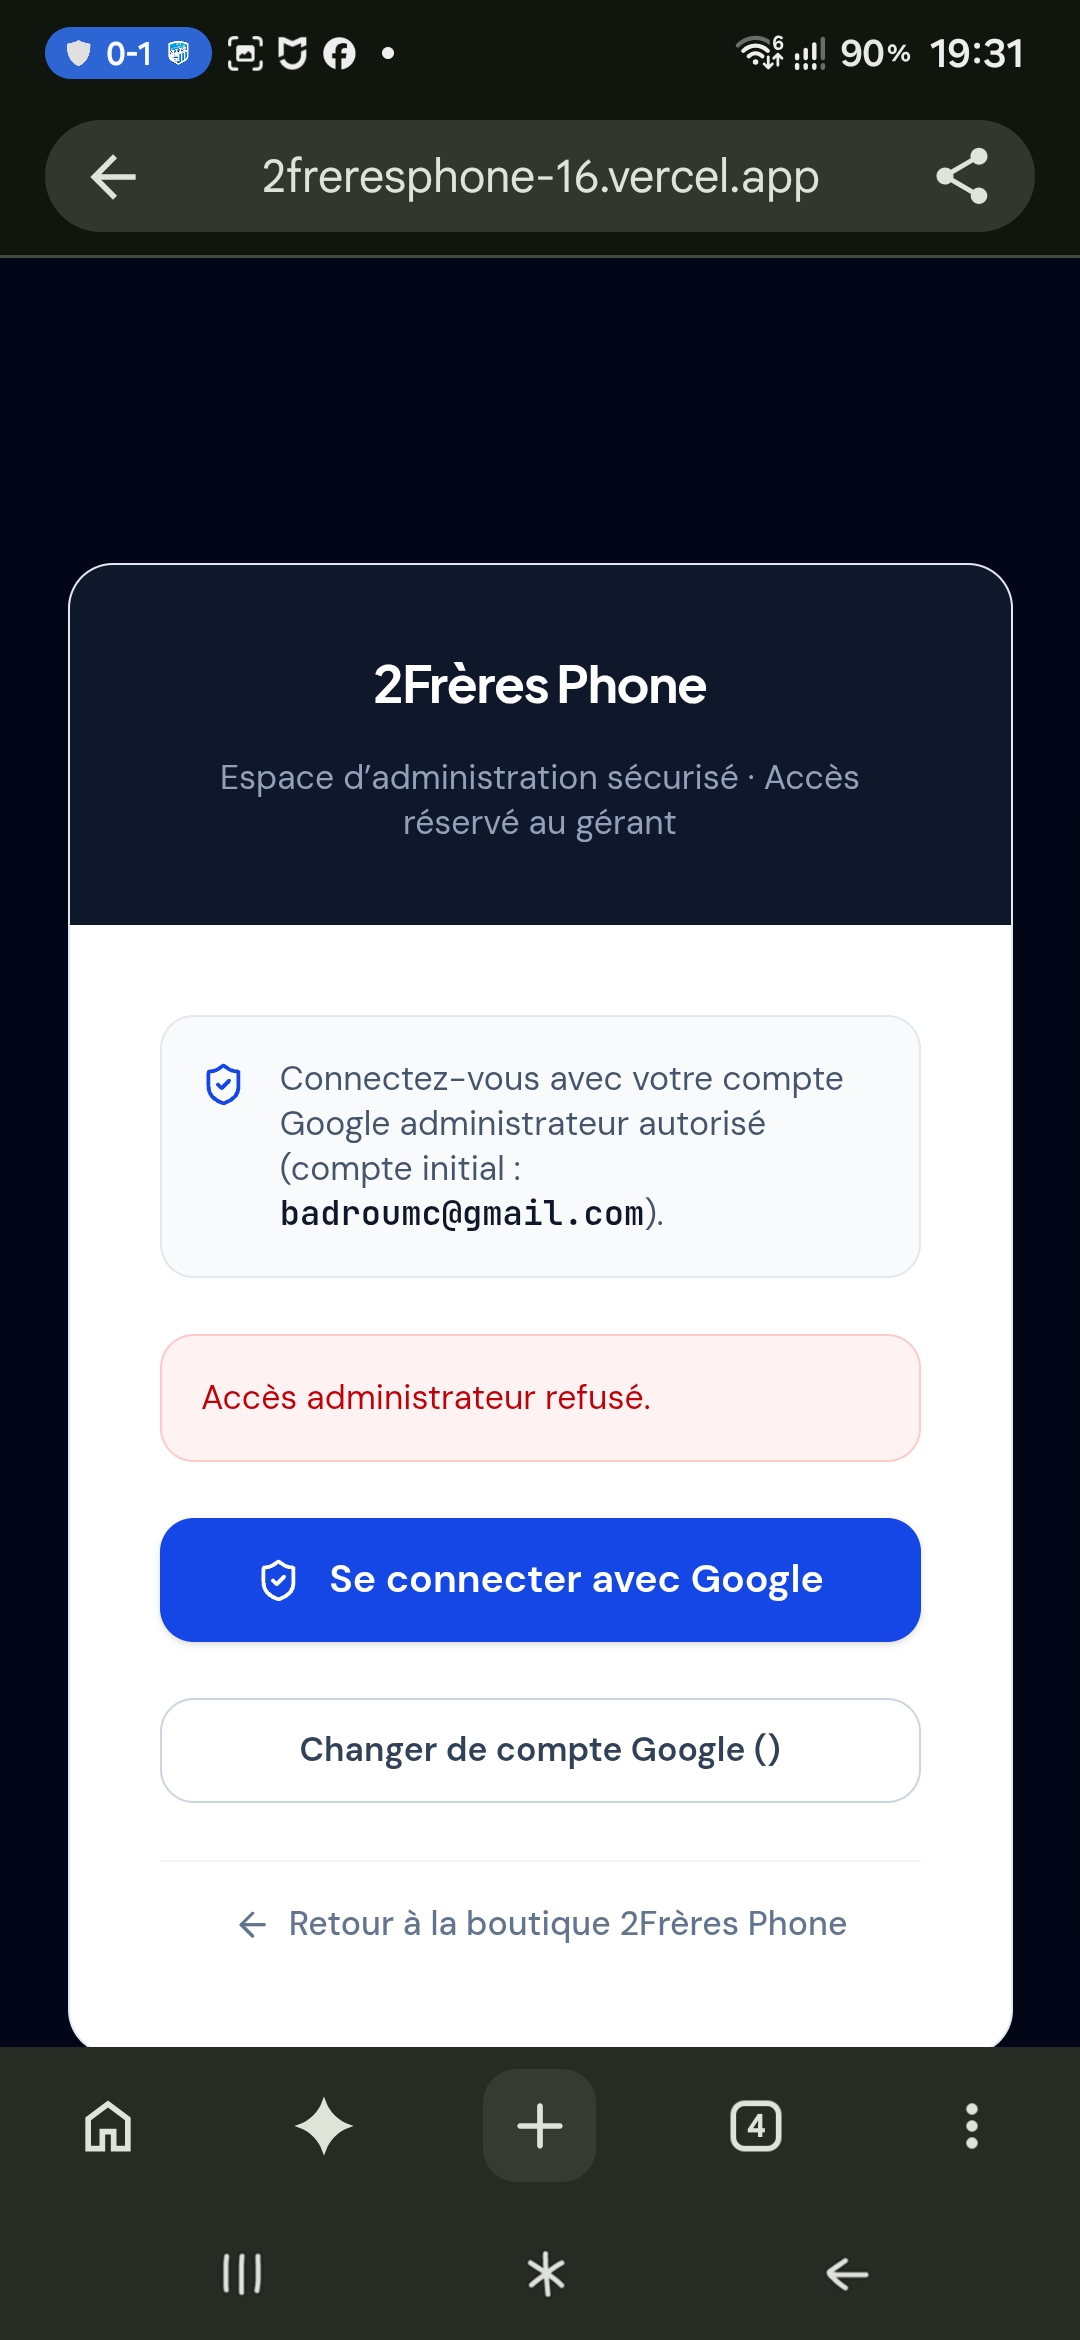 0-1
6
90%
19:31
2freresphone-16.vercel.app
2Frères Phone
Espace d’administration sécurisé · Accès
réservé au gérant
Connectez-vous avec votre compte
Google administrateur autorisé
(compte initial :
badroumc@gmail.com).
Accès administrateur refusé.
Se connecter avec Google
Changer de compte Google ()
Retour à la boutique 2Frères Phone
4